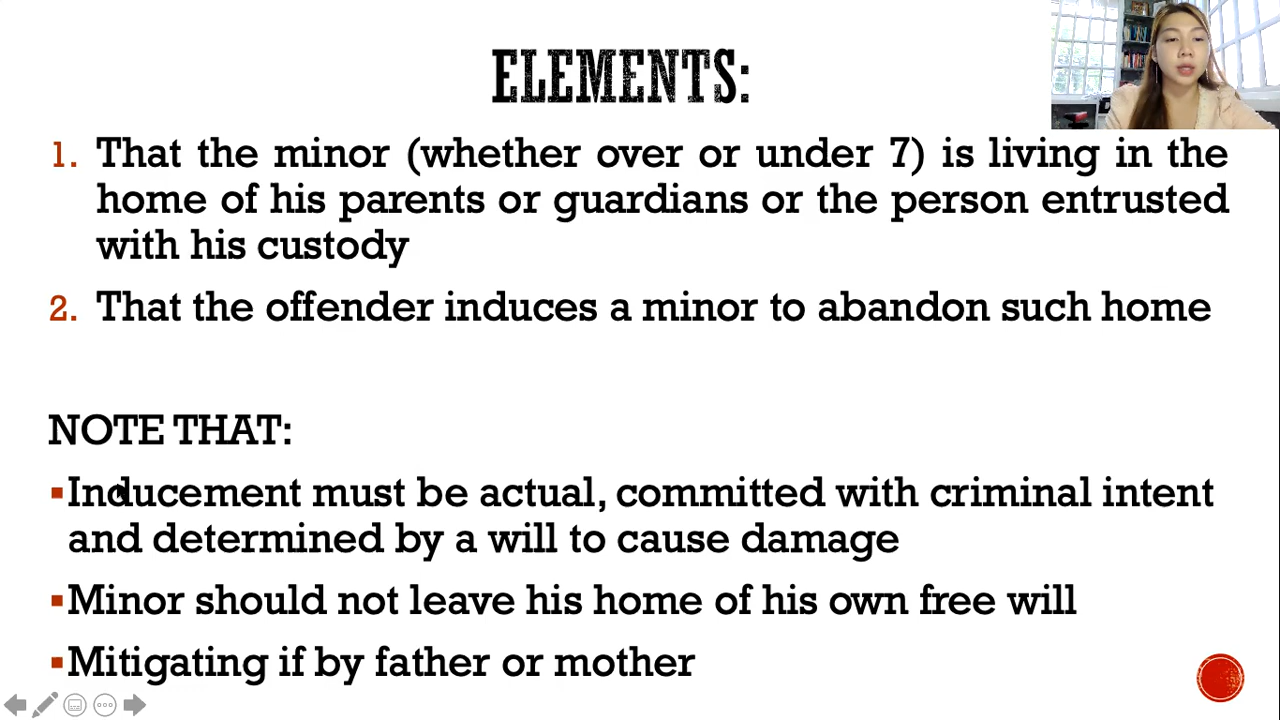 ELEMENTS:
1. That the minor (whether over or under 7) is living in the
home of his parents or guardians or the person entrusted
with his custody
2. That the offender induces a minor to abandon such home
NOTE THAT:
▪Inducement must be actual, committed with criminal intent
and determined by a will to cause damage
▪Minor should not leave his home of his own free will
▪Mitigating if by father or mother